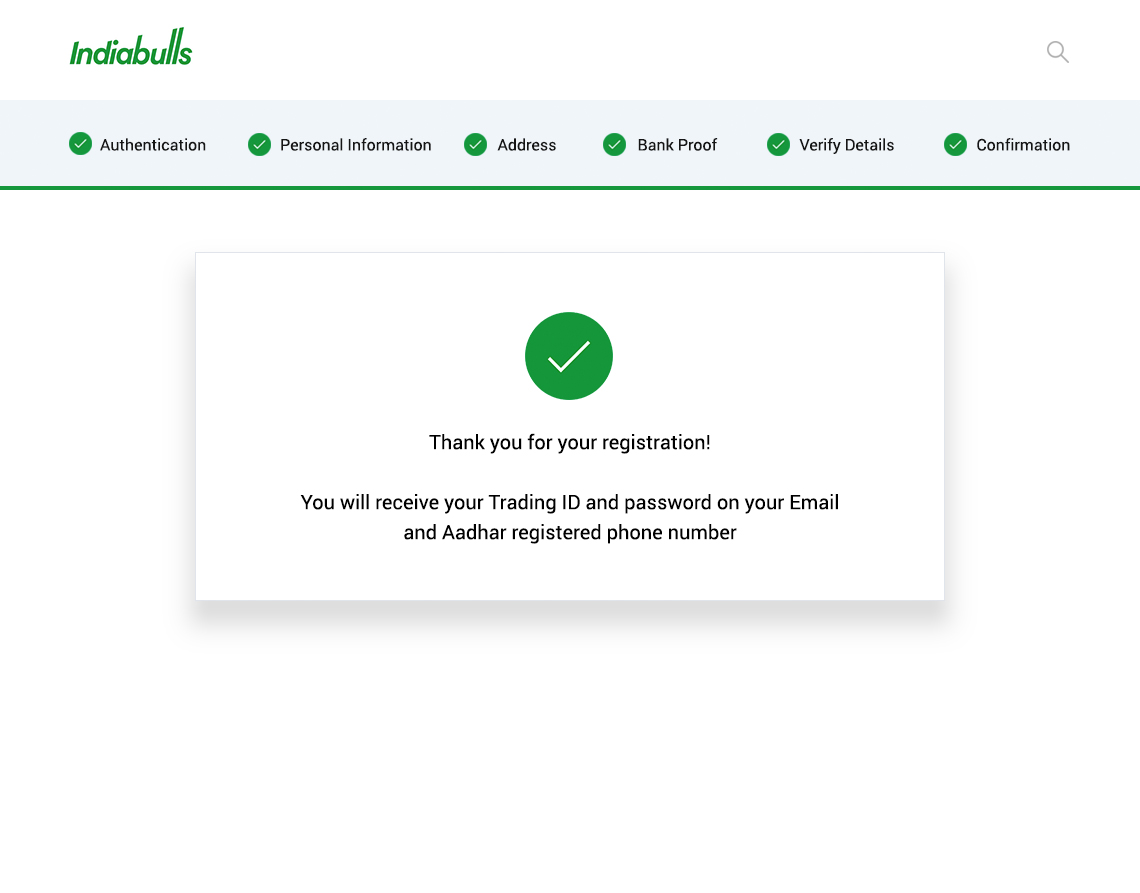 Indiabulls
Authentication Personal Information Address Bank Proof Verify Details Confirmation
Thank you for your registration!
You will receive your Trading ID and password on your Email
and Aadhar registered phone number